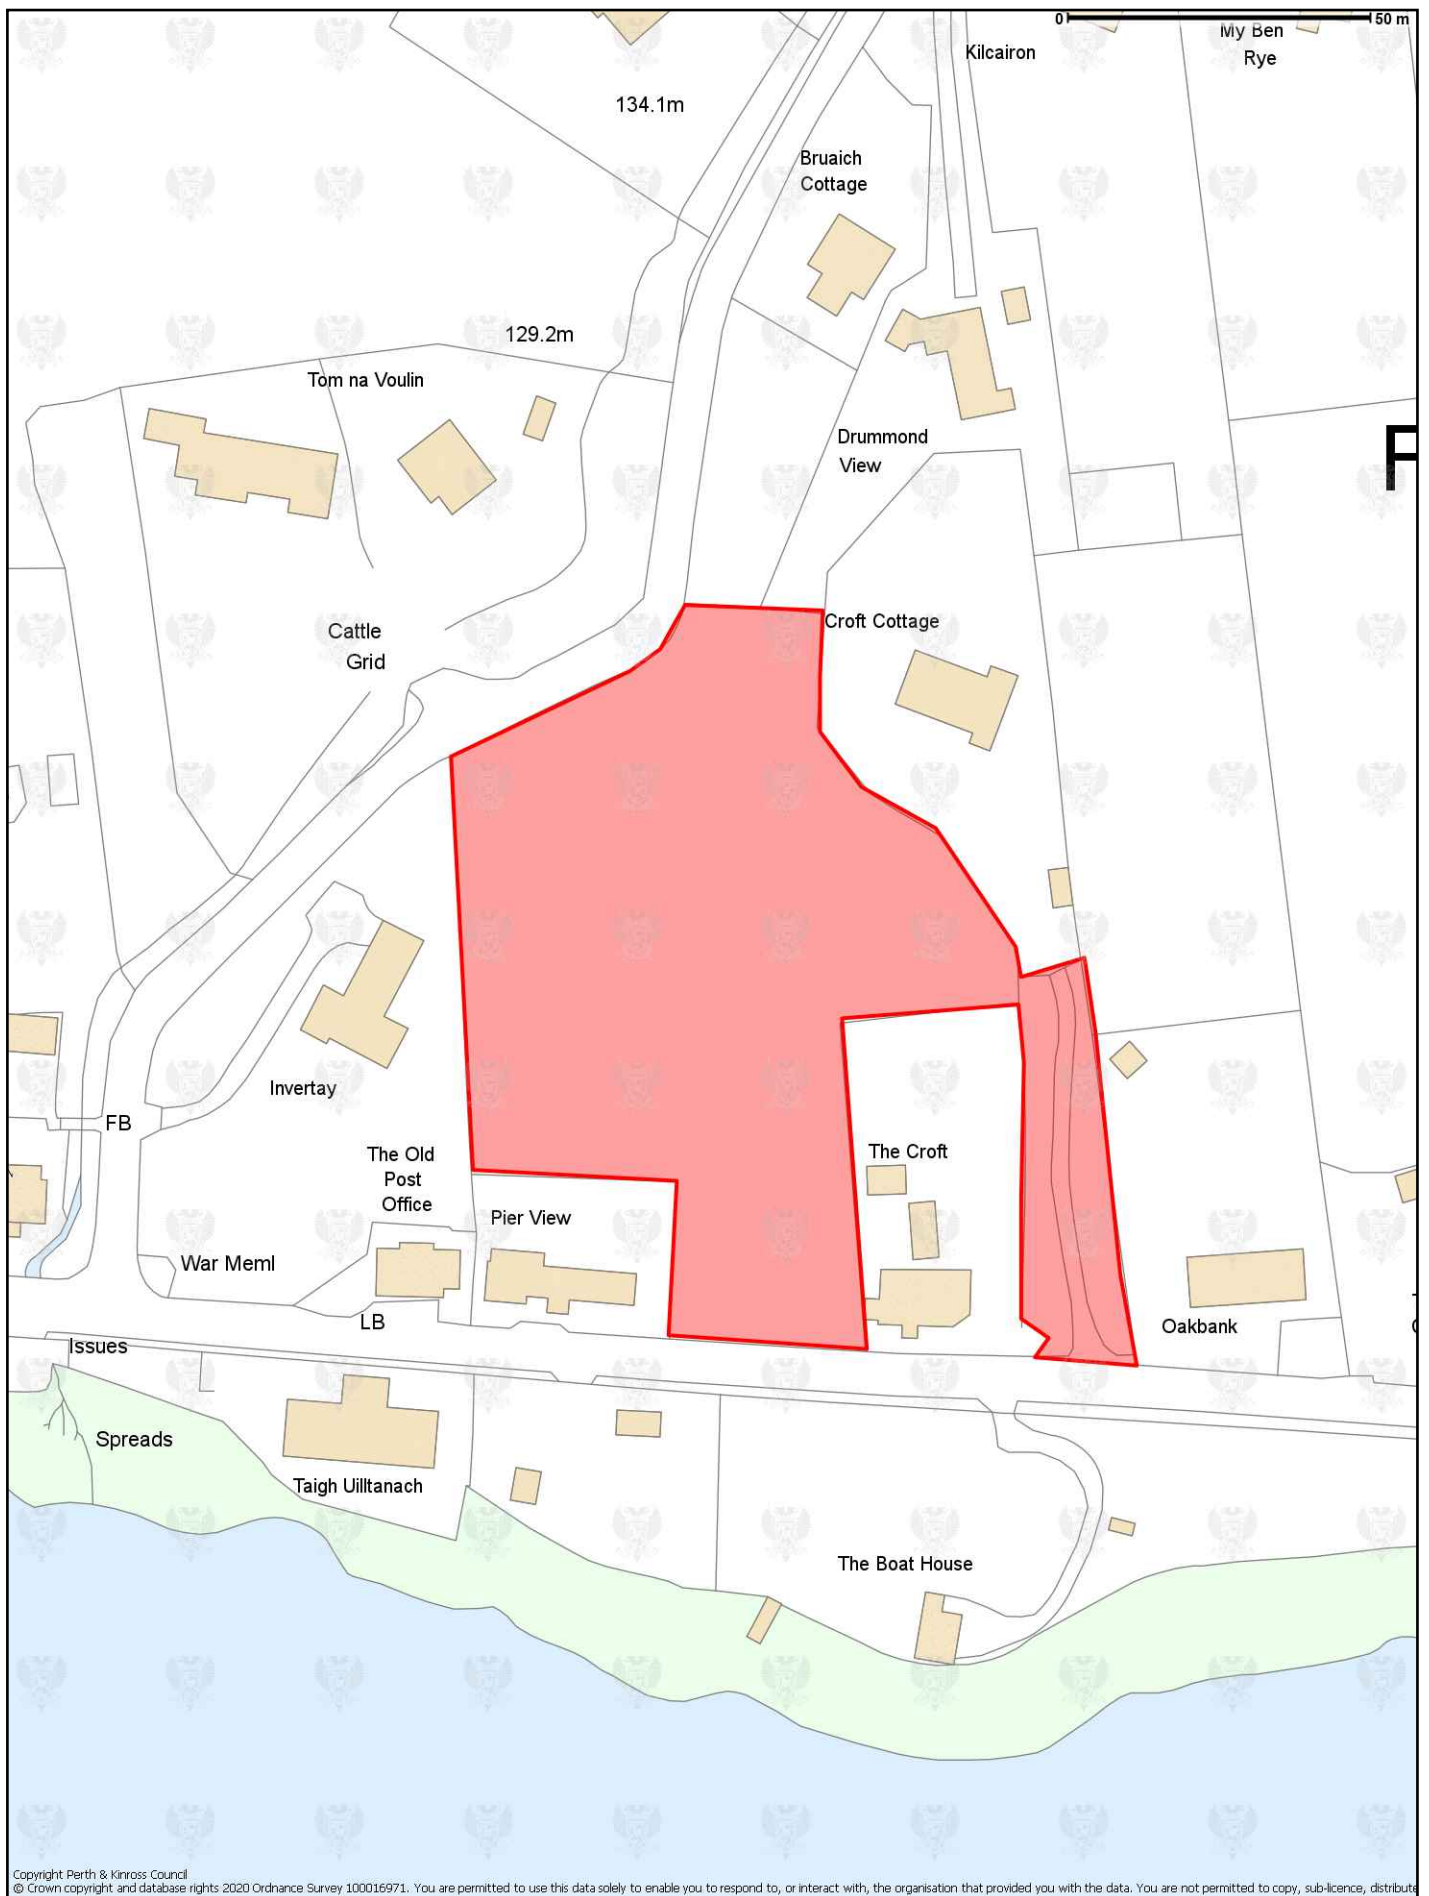 0 50 m
My Ben
Rye
Kilcairon
134.1m
Bruaich
Cottage
129.2m
Tom na Voulin
Drummond
View
F
Cattle
Grid
Croft Cottage
Invertay
FB
The Old
Post
Office
The Croft
Pier View
War Meml
LB
Oakbank
Issues
Spreads
Taigh Uilltanach
The Boat House
Copyright Perth & Kinross Council
© Crown copyright and database rights 2020 Ordnance Survey 100016971. You are permitted to use this data solely to enable you to respond to, or interact with, the organisation that provided you with the data. You are not permitted to copy, sub-licence, distribute